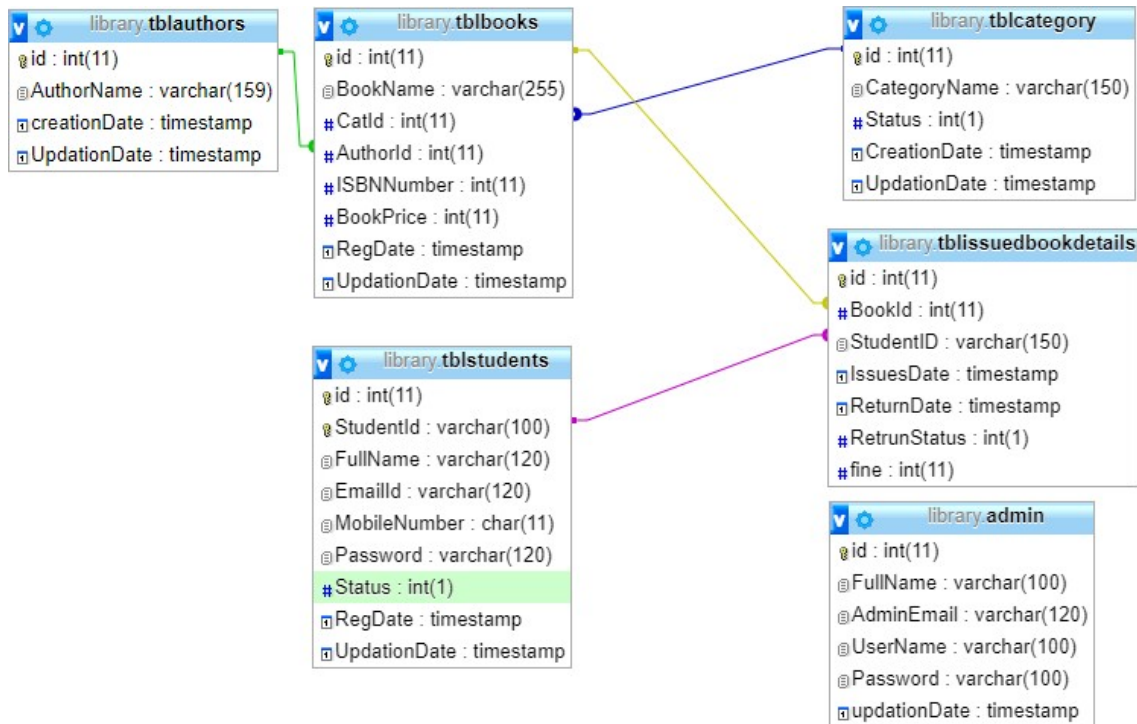 library.tblauthors
id : int(11)
AuthorName : varchar(159)
creationDate : timestamp
UpdationDate : timestamp
library.tblbooks
id : int(11)
BookName : varchar(255)
CatId : int(11)
AuthorId : int(11)
ISBNNumber : int(11)
BookPrice : int(11)
RegDate : timestamp
UpdationDate : timestamp
library.tblcategory
id : int(11)
CategoryName : varchar(150)
Status : int(1)
CreationDate : timestamp
UpdationDate : timestamp
library.tblissuedbookdetails
id : int(11)
BookId : int(11)
StudentID : varchar(150)
IssuesDate : timestamp
ReturnDate : timestamp
RetrunStatus : int(1)
fine : int(11)
library.tblstudents
id : int(11)
StudentId : varchar(100)
FullName : varchar(120)
EmailId : varchar(120)
MobileNumber : char(11)
Password : varchar(120)
Status : int(1)
RegDate : timestamp
UpdationDate : timestamp
library.admin
id : int(11)
FullName : varchar(100)
AdminEmail : varchar(120)
UserName : varchar(100)
Password : varchar(100)
updationDate : timestamp